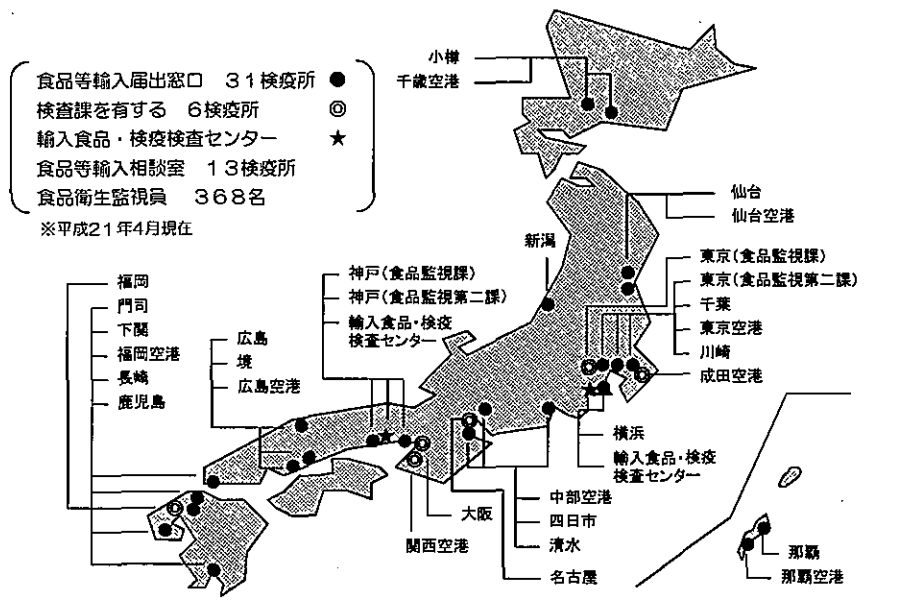 食品等輸入届出窓口　31検疫所 ●
検査課を有する　6検疫所 ◎
輸入食品・検疫検査センター ★
食品等輸入相談室　13検疫所
食品衛生監視員　368名
※平成21年4月現在
小樽
千歳空港
仙台
仙台空港
新潟
東京(食品監視課)
東京(食品監視第二課)
千葉
東京空港
川崎
成田空港
福岡
門司
下関
福岡空港
長崎
鹿児島
広島
境
広島空港
神戸(食品監視課)
神戸(食品監視第二課)
輸入食品・検疫
検査センター
横浜
輸入食品・検疫
検査センター
中部空港
四日市
清水
名古屋
大阪
関西空港
那覇
那覇空港